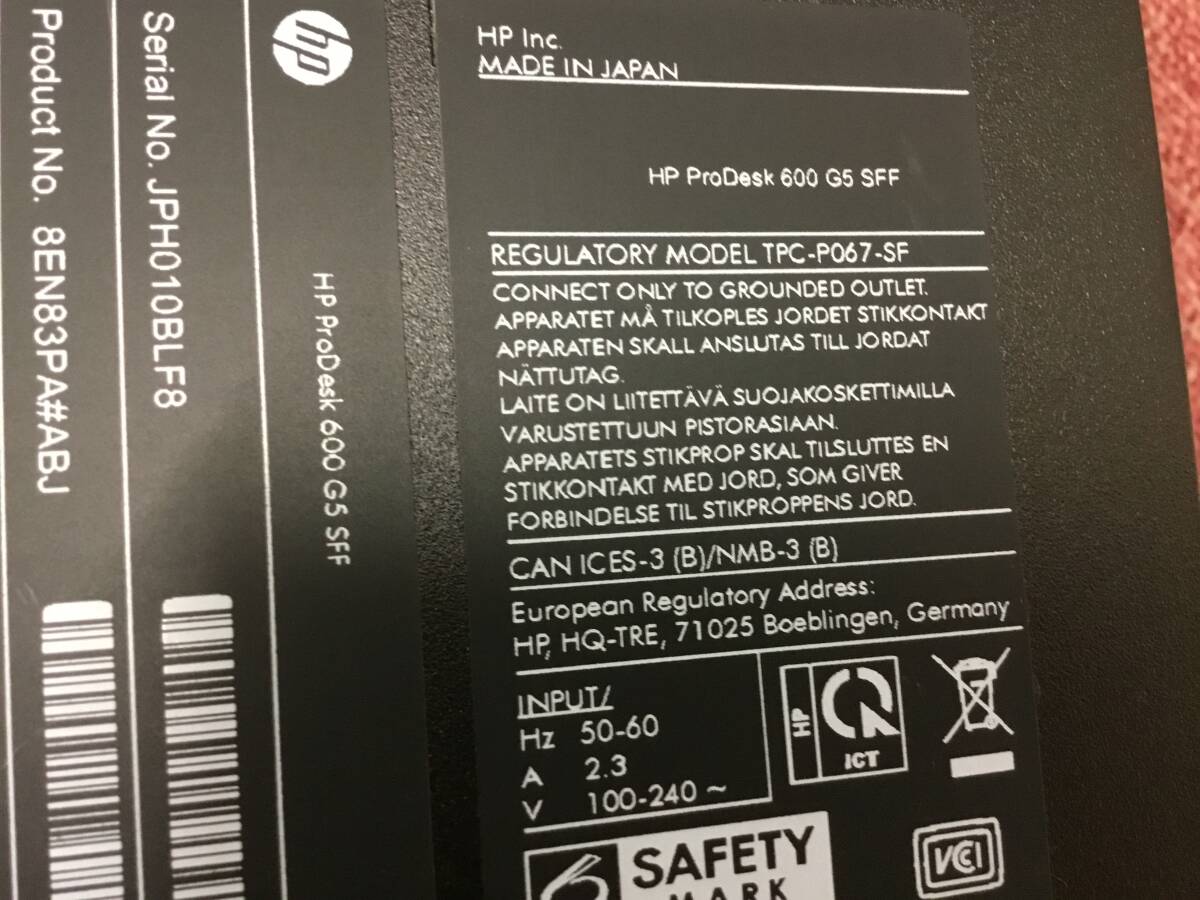 Product No. 8EN83PA#ABJ
Serial No. JPH010BLF8
hp
HP ProDesk 600 G5 SFF
HP Inc.
MADE IN JAPAN
HP ProDesk 600 G5 SFF
REGULATORY MODEL TPC-P067-SF
CONNECT ONLY TO GROUNDED OUTLET.
APPARATET MÅ TILKOPLES JORDET STIKKONTAKT
APPARATEN SKALL ANSLUTAS TILL JORDAT
NÄTTUTAG.
LAITE ON LIITETTÄVÄ SUOJAKOSKETTIMILLA
VARUSTETTUUN PISTORASIAAN.
APPARATETS STIKPROP SKAL TILSLUTTES EN
STIKKONTAKT MED JORD, SOM GIVER
FORBINDELSE TIL STIKPROPPENS JORD.
CAN ICES-3 (B)/NMB-3 (B)
European Regulatory Address:
HP, HQ-TRE, 71025 Boeblingen, Germany
INPUT/
Hz 50-60
A 2.3
V 100-240 ~
HP
ICT
SAFETY
MARK
VCCI